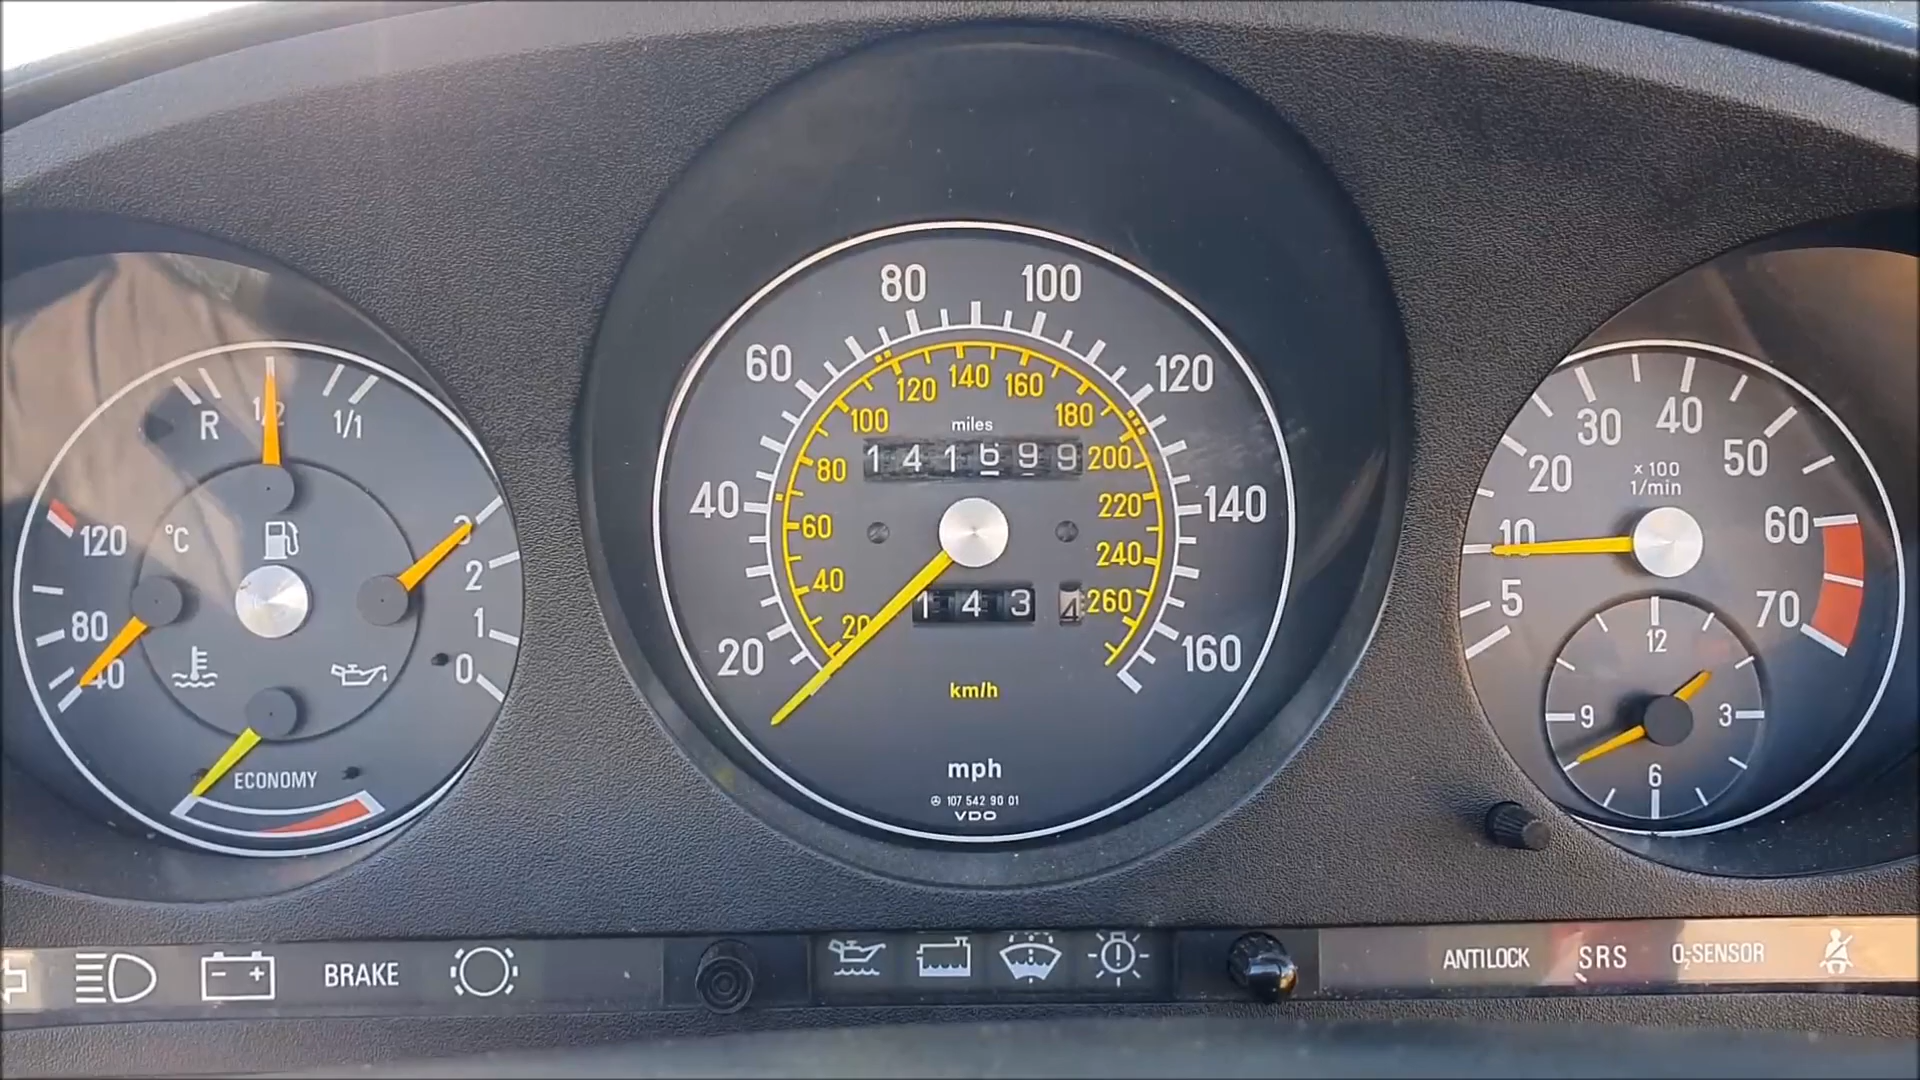 R 1/2 1/1
120 °C
80
40
3
2
1
0
ECONOMY
20 40 60 80 100 120 140 160
20 40 60 80 100 120 140 160 180 200 220 240 260
miles
141699
143 4
km/h
mph
107 542 90 01
VDO
5 10 20 30 40 50 60 70
x 100
1/min
12
9 3
6
- +
BRAKE
ANTILOCK
SRS
O₂-SENSOR